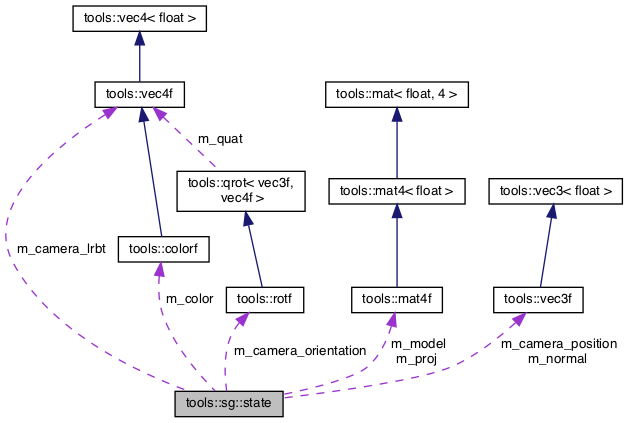 tools::vec4< float >
tools::vec4f
tools::mat< float, 4 >
m_quat
tools::qrot< vec3f,
vec4f >
tools::mat4< float >
tools::vec3< float >
m_camera_lrbt
tools::colorf
m_color
tools::rotf
tools::mat4f
tools::vec3f
m_camera_orientation
m_model
m_proj
m_camera_position
m_normal
tools::sg::state